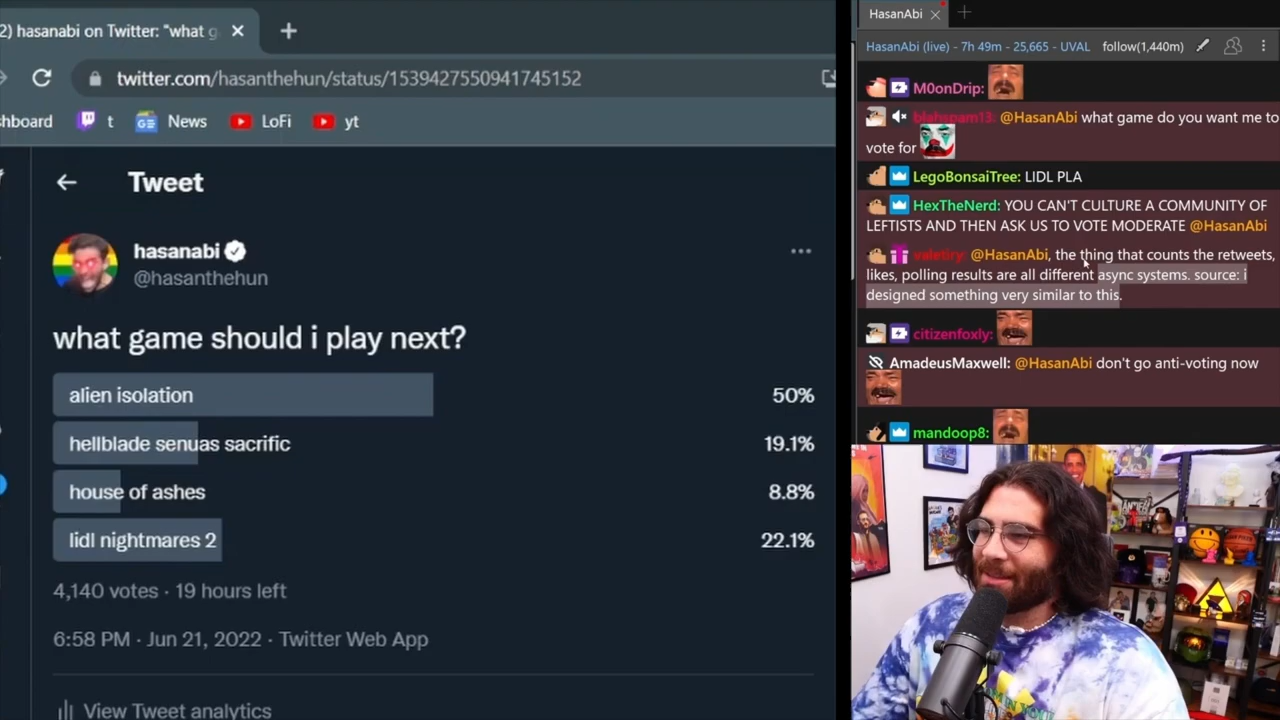 2) hasanabi on Twitter: "what g
twitter.com/hasanthehun/status/1539427550941745152
hboard t News LoFi yt
Tweet
hasanabi
@hasanthehun
what game should i play next?
alien isolation 50%
hellblade senuas sacrific 19.1%
house of ashes 8.8%
lidl nightmares 2 22.1%
4,140 votes · 19 hours left
6:58 PM · Jun 21, 2022 · Twitter Web App
View Tweet analytics
HasanAbi
HasanAbi (live) - 7h 49m - 25,665 - UVAL follow(1,440m)
M0onDrip:
blahspam13: @HasanAbi what game do you want me to
vote for
LegoBonsaiTree: LIDL PLA
HexTheNerd: YOU CAN'T CULTURE A COMMUNITY OF
LEFTISTS AND THEN ASK US TO VOTE MODERATE @HasanAbi
valetiry: @HasanAbi, the thing that counts the retweets,
likes, polling results are all different async systems. source: i
designed something very similar to this.
citizenfoxly:
AmadeusMaxwell: @HasanAbi don't go anti-voting now
mandoop8: